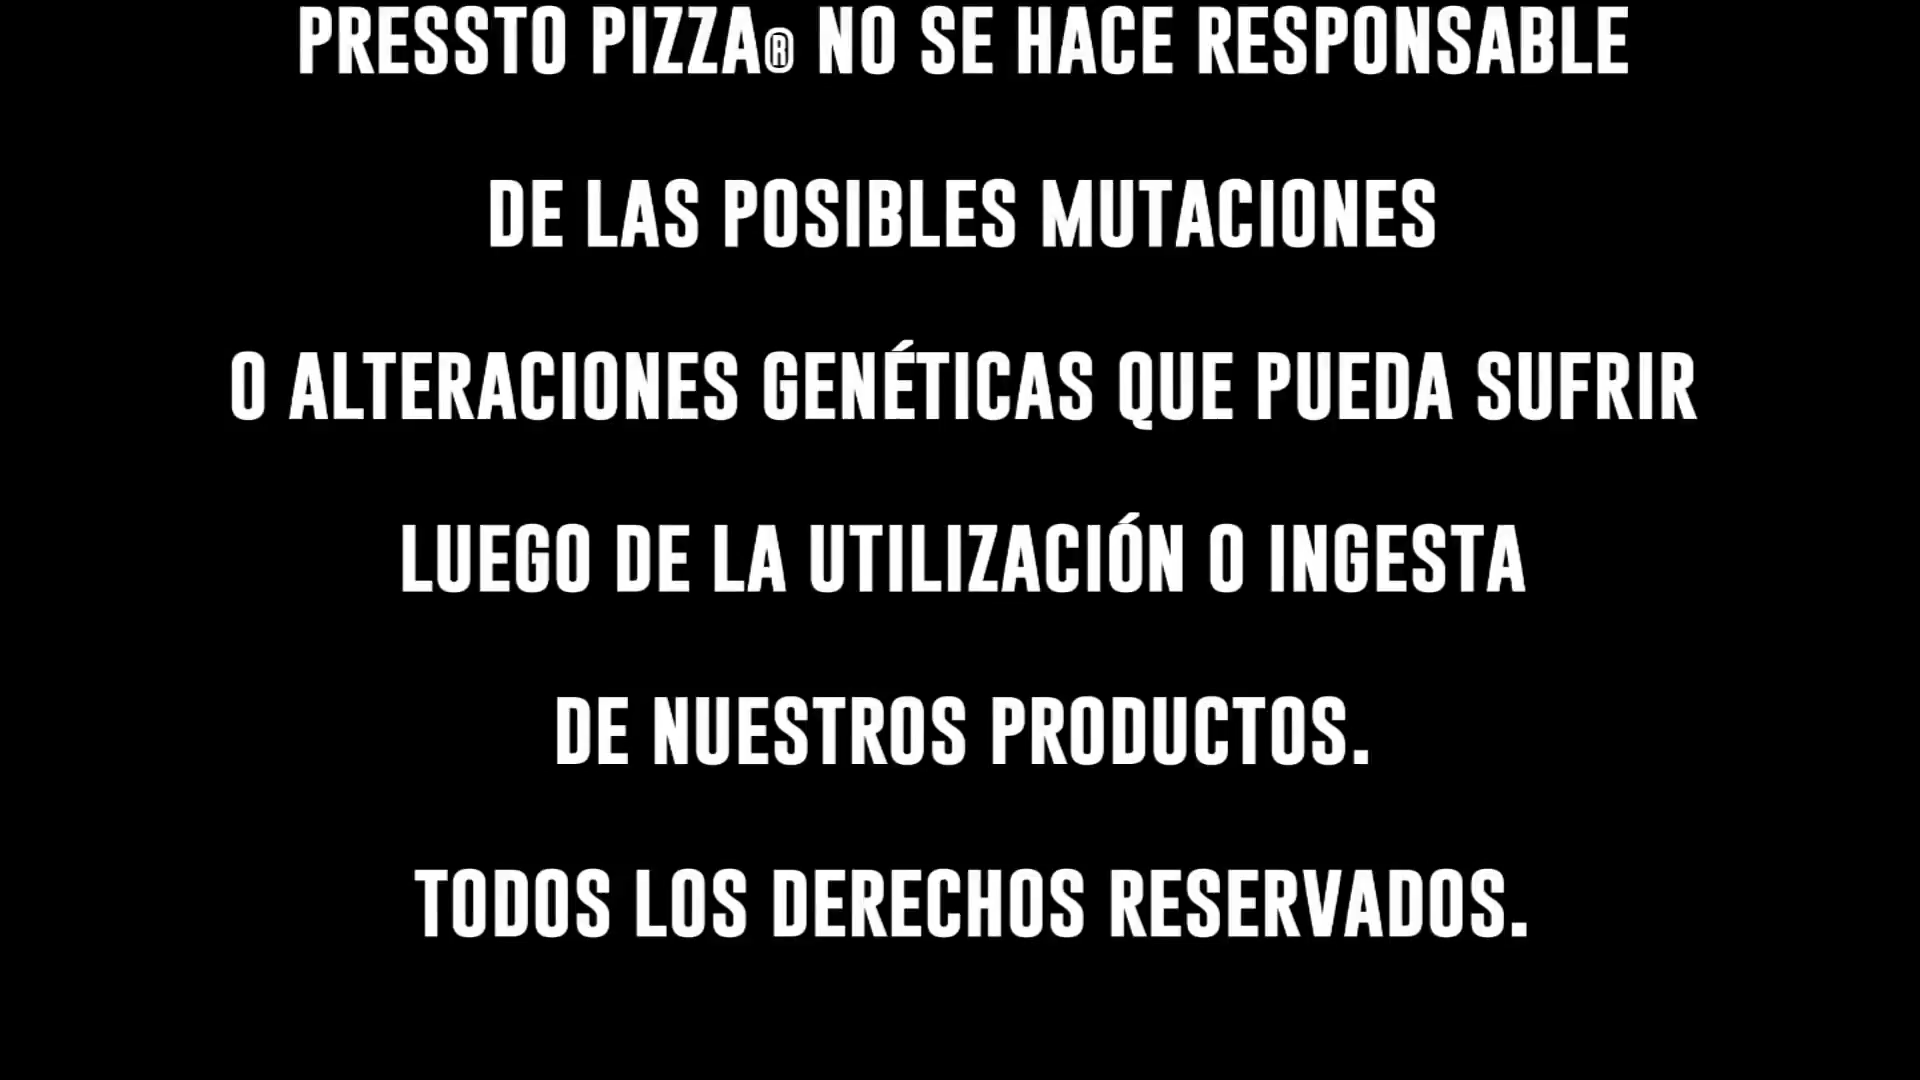 PRESSTO PIZZA® NO SE HACE RESPONSABLE
DE LAS POSIBLES MUTACIONES
O ALTERACIONES GENÉTICAS QUE PUEDA SUFRIR
LUEGO DE LA UTILIZACIÓN O INGESTA
DE NUESTROS PRODUCTOS.
TODOS LOS DERECHOS RESERVADOS.